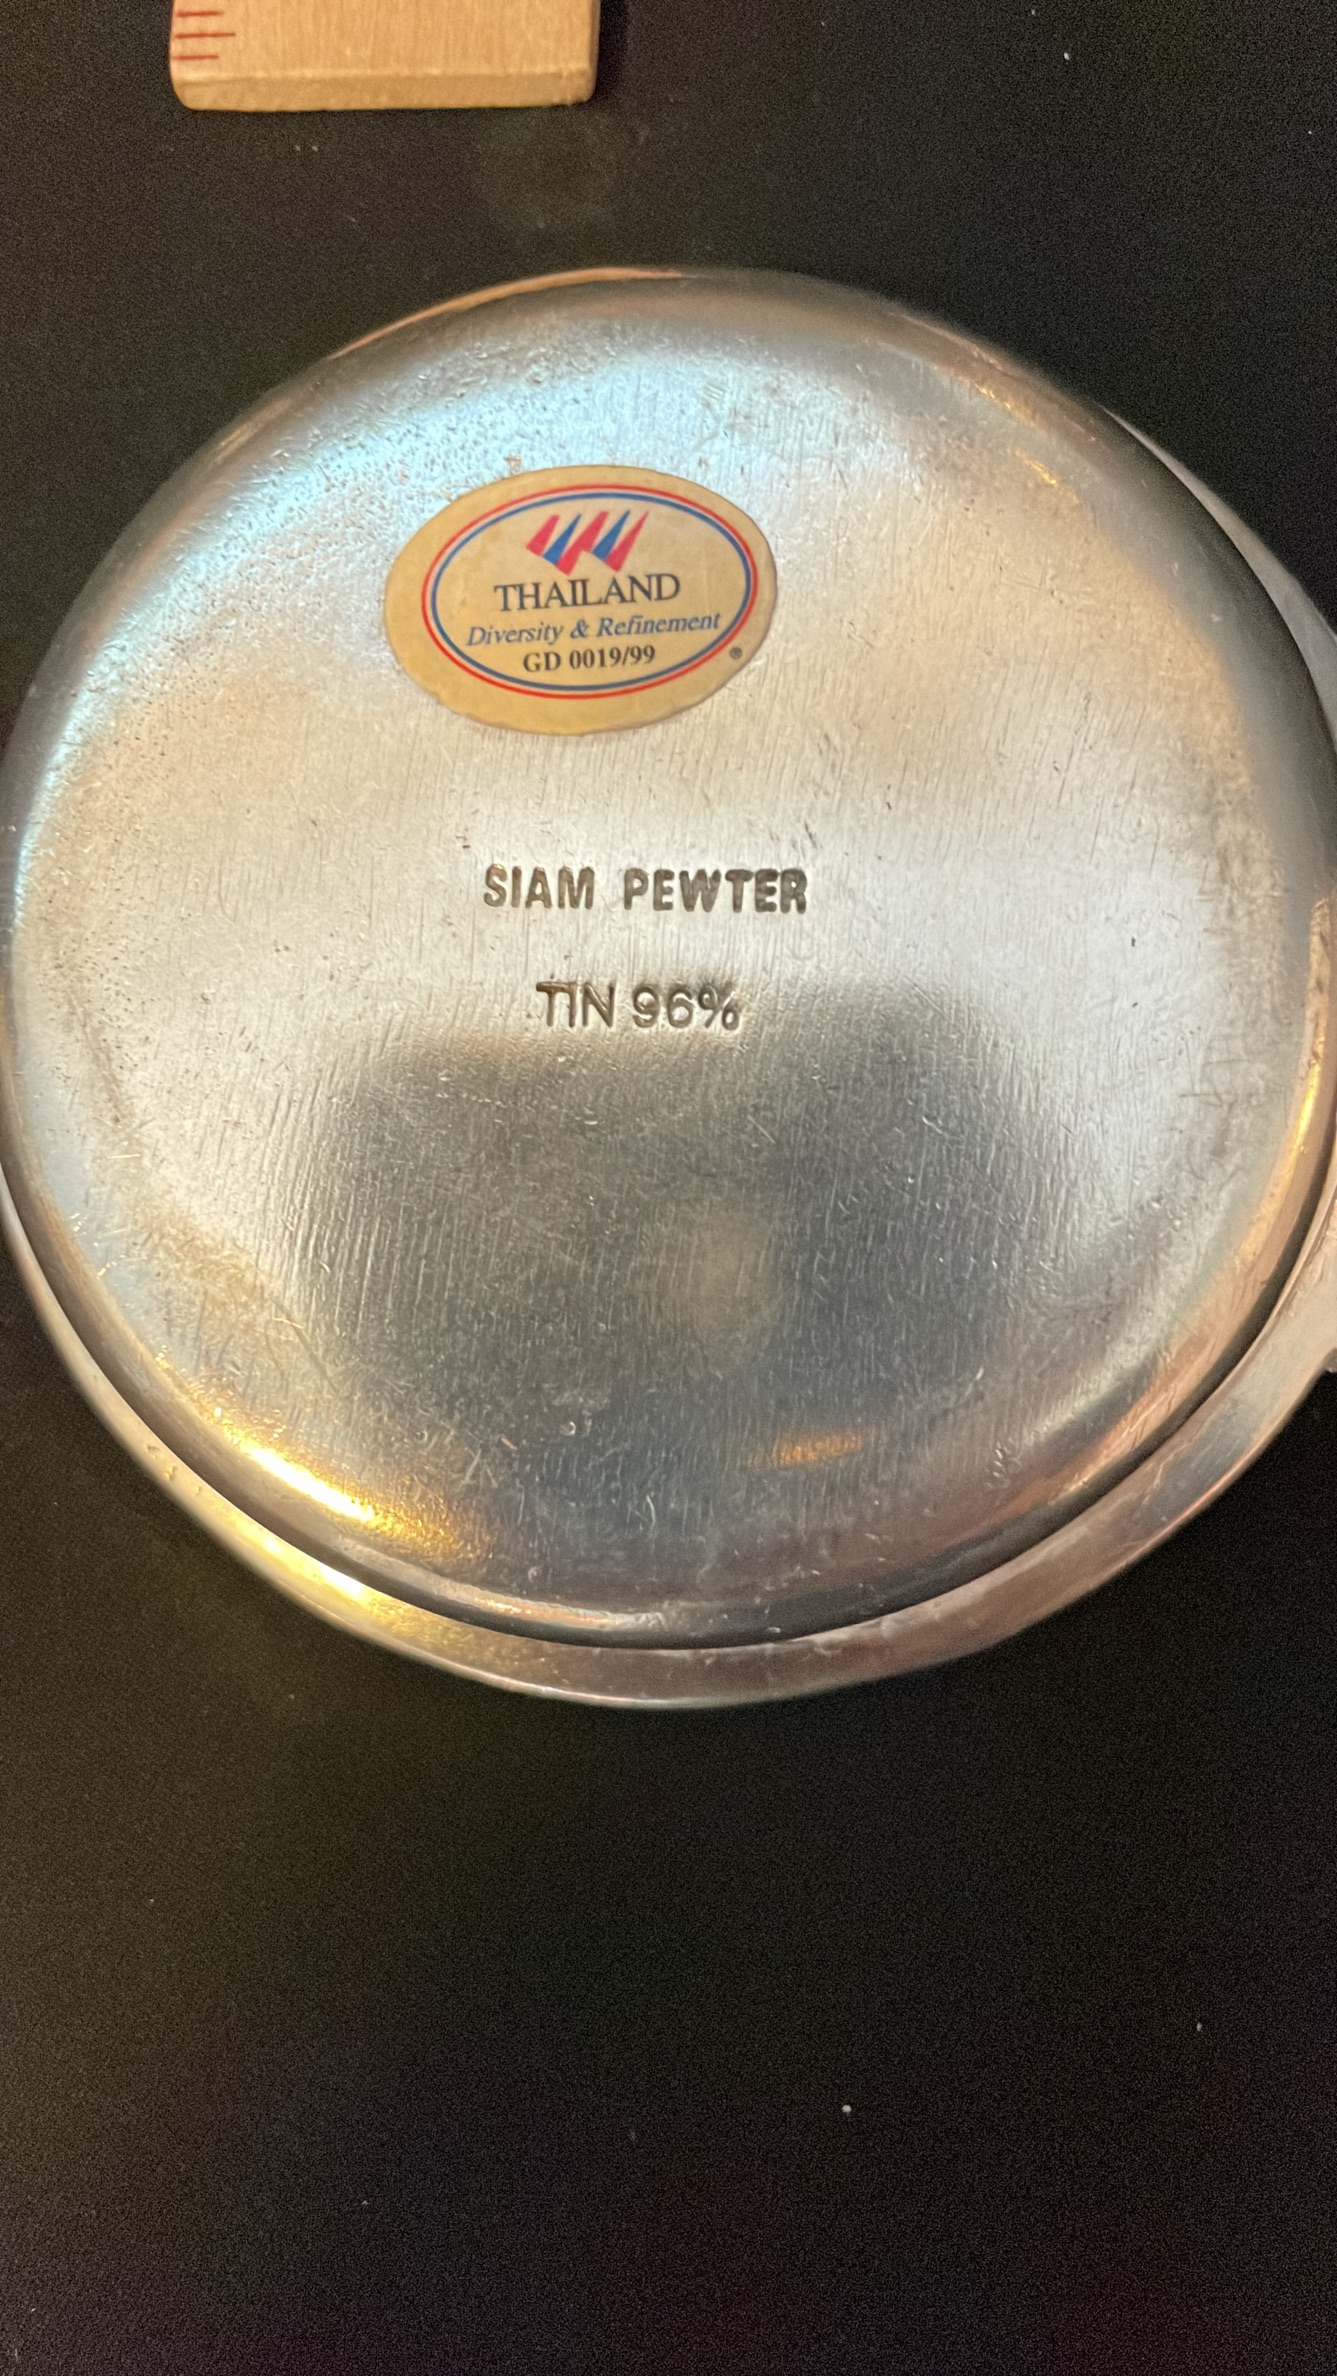 THAILAND
Diversity & Refinement
GD 0019/99
®
SIAM PEWTER
TIN 96%